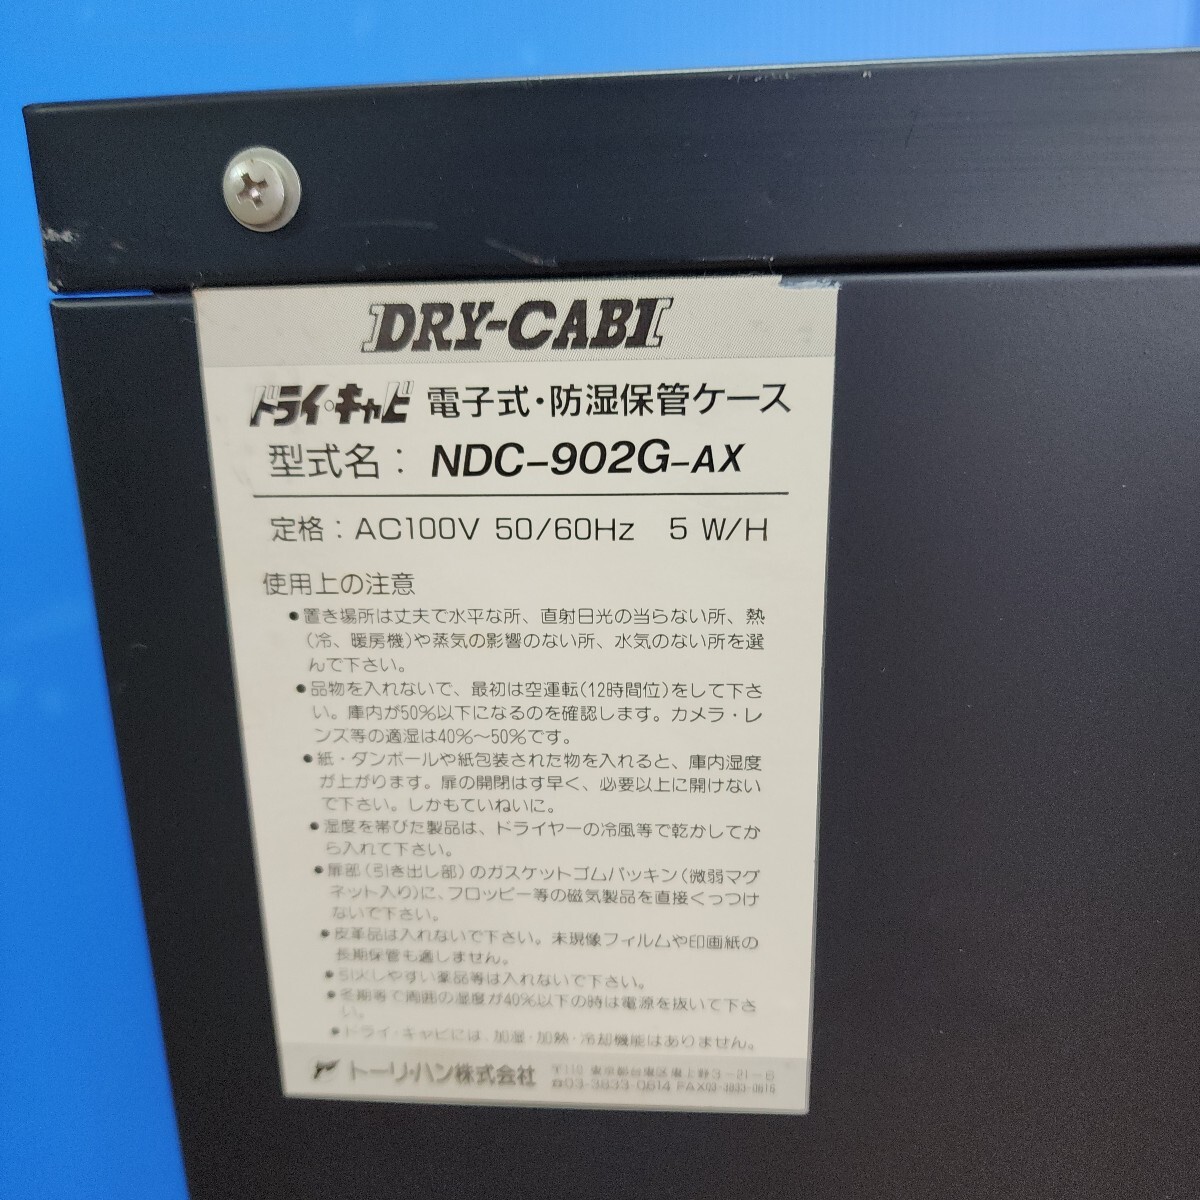 DRY-CABI
ドライ・キャビ 電子式・防湿保管ケース
型式名： NDC-902G-AX
定格：AC100V 50/60Hz 5 W/H
使用上の注意
●置き場所は丈夫で水平な所、直射日光の当らない所、熱
(冷、暖房機)や蒸気の影響のない所、水気のない所を選
んで下さい。
●品物を入れないで、最初は空運転(12時間位)をして下さ
い。庫内が50%以下になるのを確認します。カメラ・レ
ンズ等の適湿は40%～50%です。
●紙・ダンボールや紙包装された物を入れると、庫内湿度
が上がります。扉の開閉はす早く、必要以上に開けない
で下さい。しかもていねいに。
●湿度を帯びた製品は、ドライヤーの冷風等で乾かしてか
ら入れて下さい。
●扉部(引き出し部)のガスケットゴムパッキン(微弱マグ
ネット入り)に、フロッピー等の磁気製品を直接くっつけ
ないで下さい。
●皮革品は入れないで下さい。未現像フィルムや印画紙の
長期保管も適しません。
●引火しやすい薬品等は入れないで下さい。
●冬期等で周囲の湿度が40%以下の時は電源を抜いて下さ
い。
●ドライ・キャビには、加湿・加熱・冷却機能はありません。
トーリ・ハン株式会社 〒110 東京都台東区東上野3-21-6
☎03-3833-0614 FAX03-3833-0615